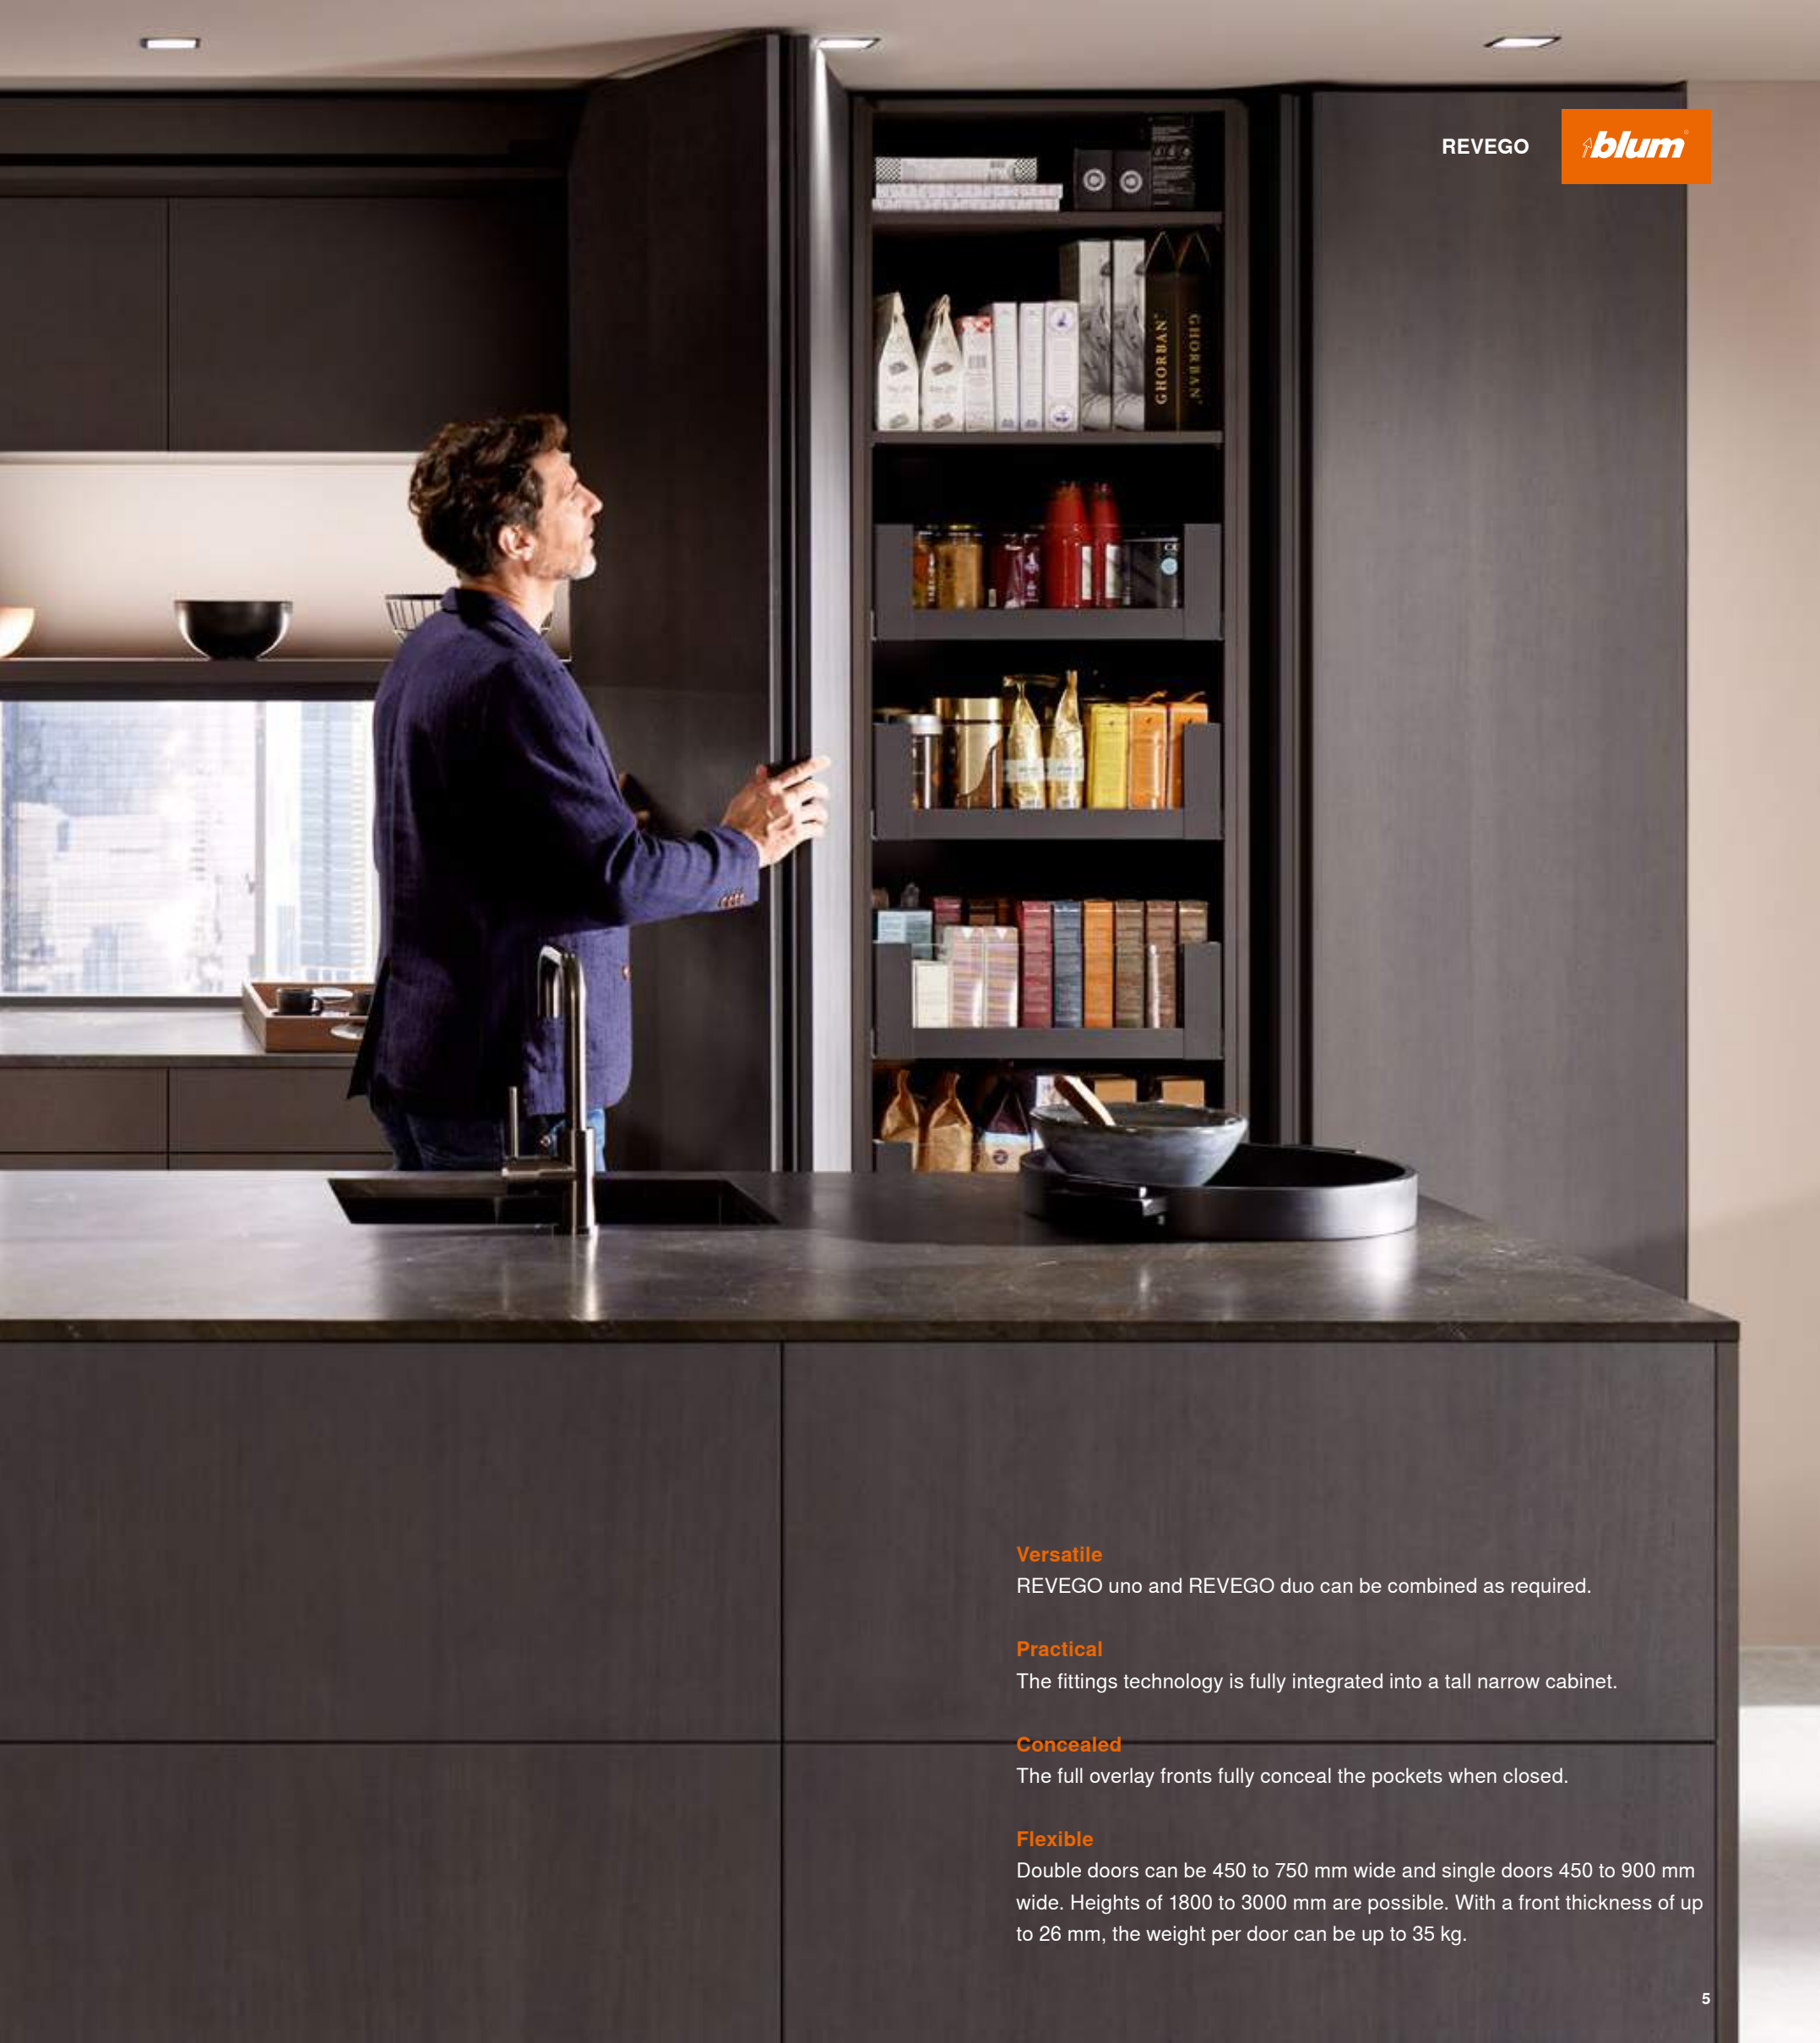 REVEGO
blum
GHORBAN
GHORBAN
Versatile
REVEGO uno and REVEGO duo can be combined as required.
Practical
The fittings technology is fully integrated into a tall narrow cabinet.
Concealed
The full overlay fronts fully conceal the pockets when closed.
Flexible
Double doors can be 450 to 750 mm wide and single doors 450 to 900 mm
wide. Heights of 1800 to 3000 mm are possible. With a front thickness of up
to 26 mm, the weight per door can be up to 35 kg.
5